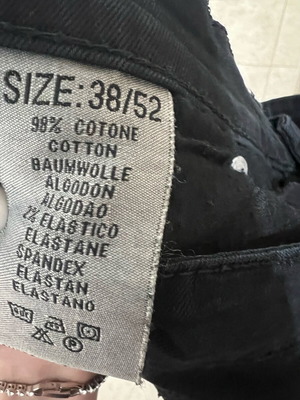 SIZE: 38/52
98% COTONE
COTTON
BAUMWOLLE
ALGODON
ALGODAO
2% ELASTICO
ELASTANE
SPANDEX
ELASTAN
ELASTANO